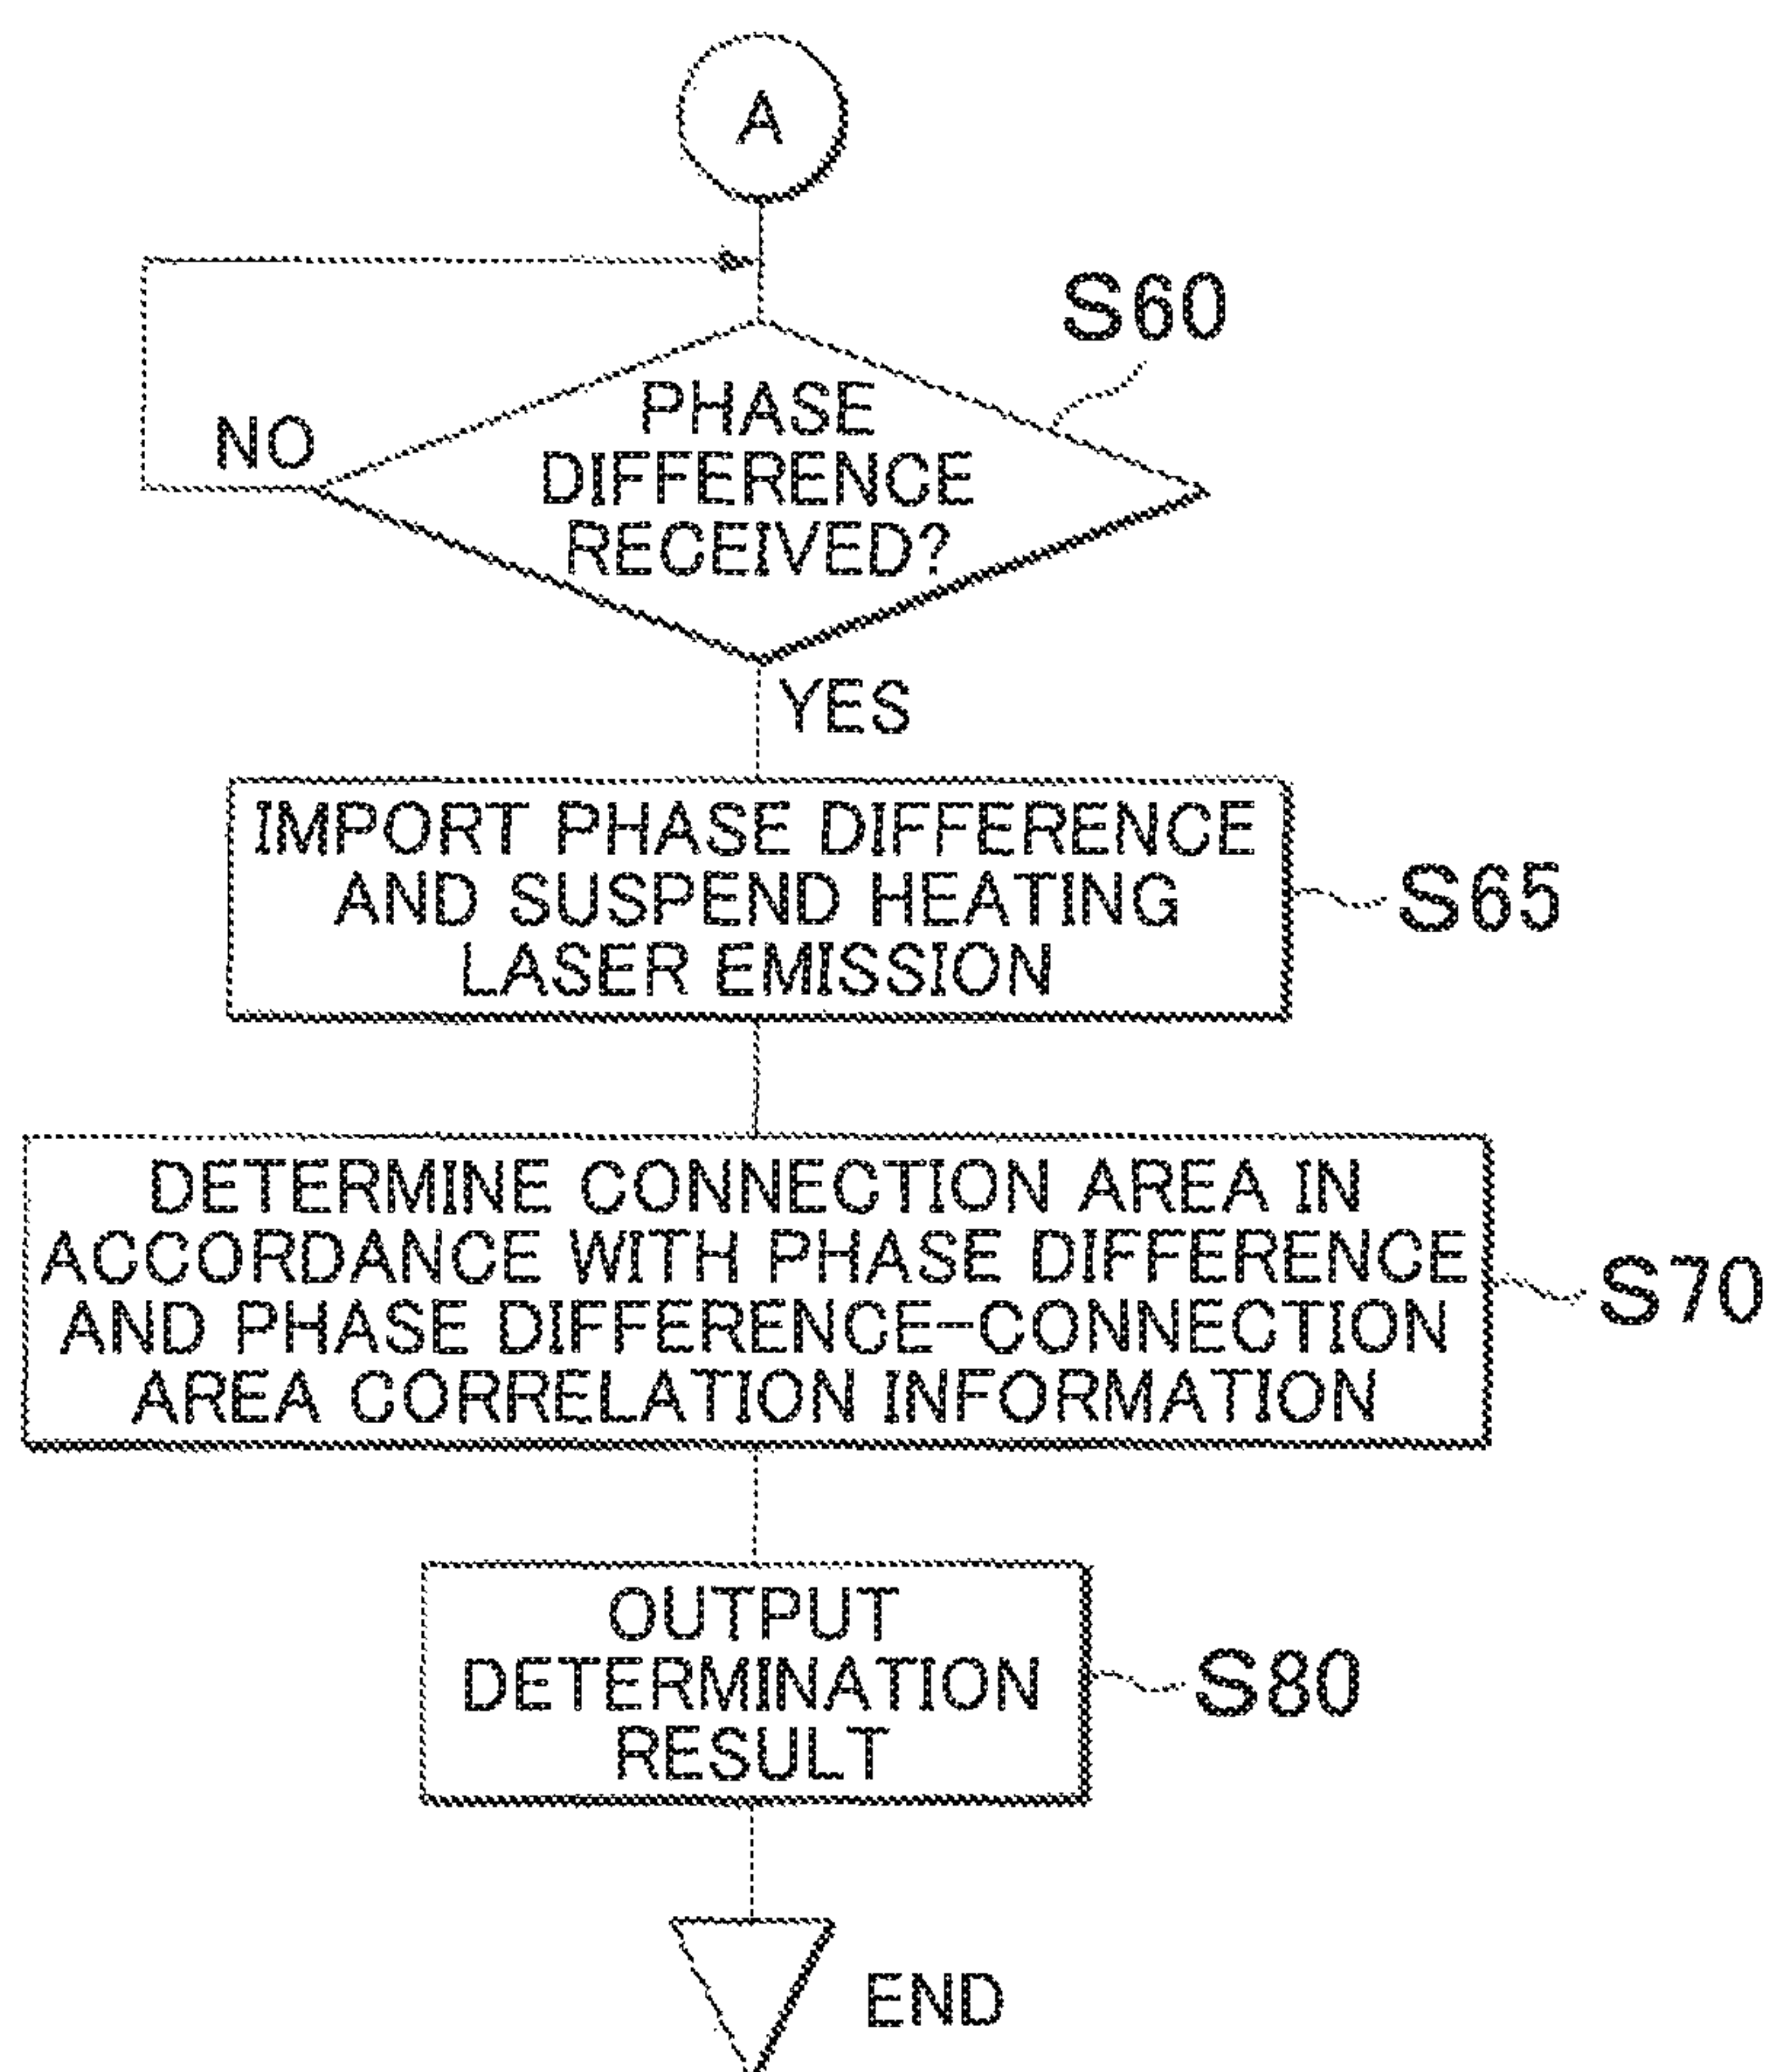 A
S60
PHASE
DIFFERENCE
RECEIVED?
NO
YES
IMPORT PHASE DIFFERENCE
AND SUSPEND HEATING
LASER EMISSION
S65
DETERMINE CONNECTION AREA IN
ACCORDANCE WITH PHASE DIFFERENCE
AND PHASE DIFFERENCE-CONNECTION
AREA CORRELATION INFORMATION
S70
OUTPUT
DETERMINATION
RESULT
S80
END